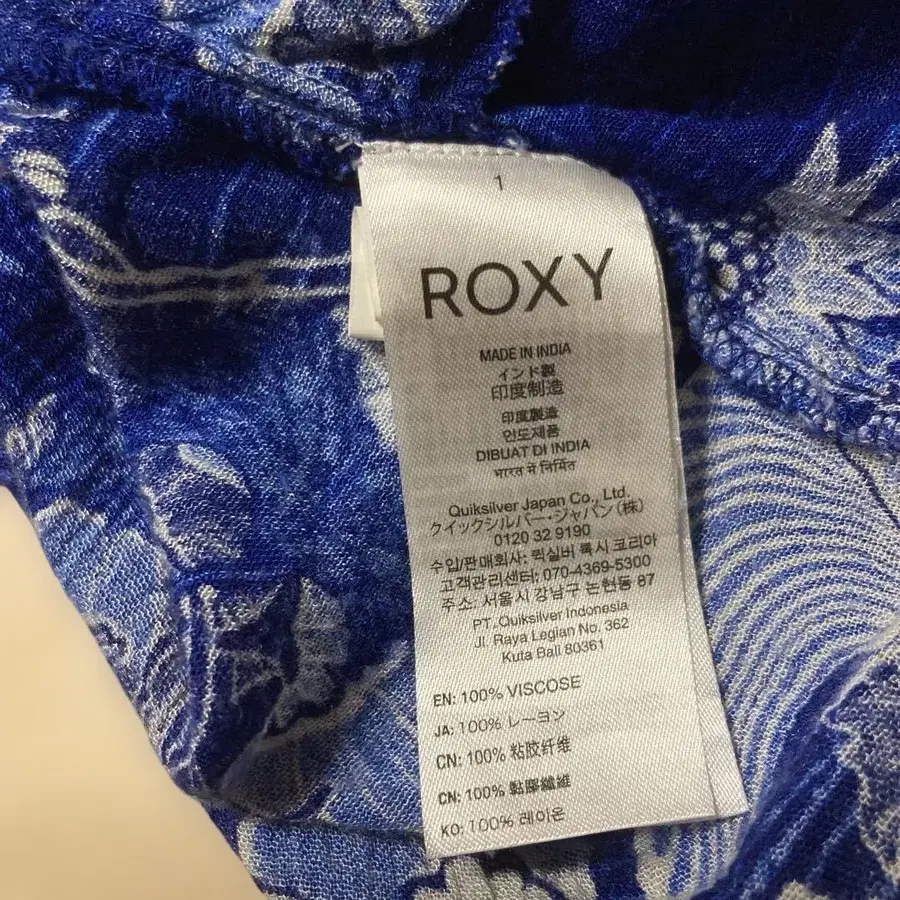 1
ROXY
MADE IN INDIA
インド製
印度制造
印度製造
인도제품
DIBUAT DI INDIA
भारत में निर्मित
Quiksilver Japan Co., Ltd.
クイックシルバー・ジャパン(株)
0120 32 9190
수입/판매회사: 퀵실버 록시 코리아
고객관리센터: 070-4369-5300
주소: 서울시 강남구 논현동 87
PT. Quiksilver Indonesia
Jl. Raya Legian No. 362
Kuta Bali 80361
EN: 100% VISCOSE
JA: 100% レーヨン
CN: 100% 粘胶纤维
CN: 100% 黏膠纖維
KO: 100% 레이온